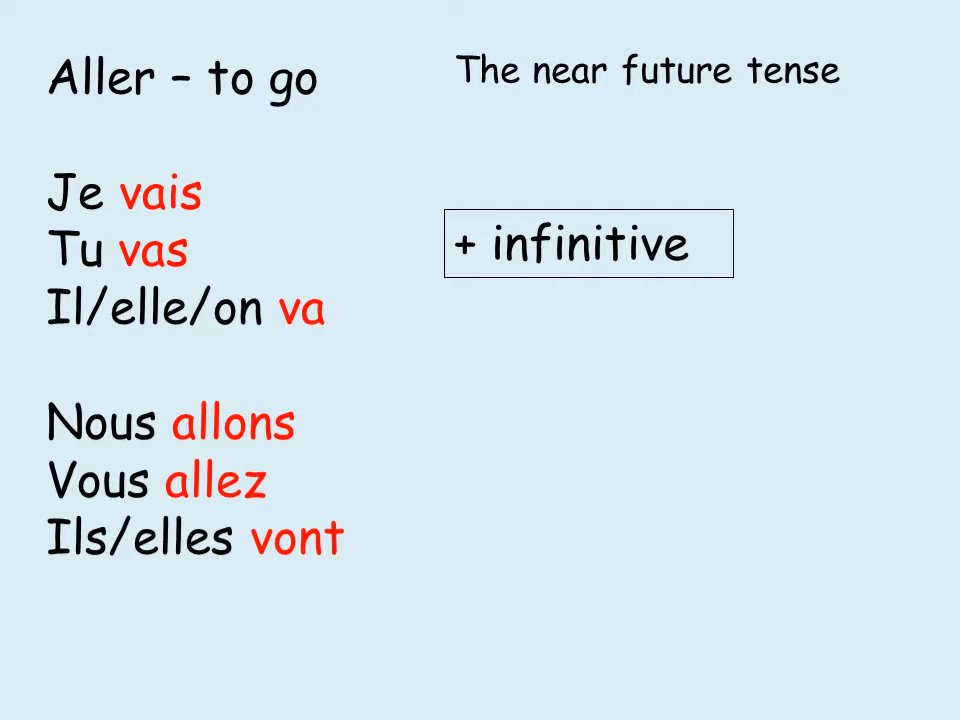 Aller – to go
Je vais
Tu vas
Il/elle/on va
Nous allons
Vous allez
Ils/elles vont
The near future tense
+ infinitive